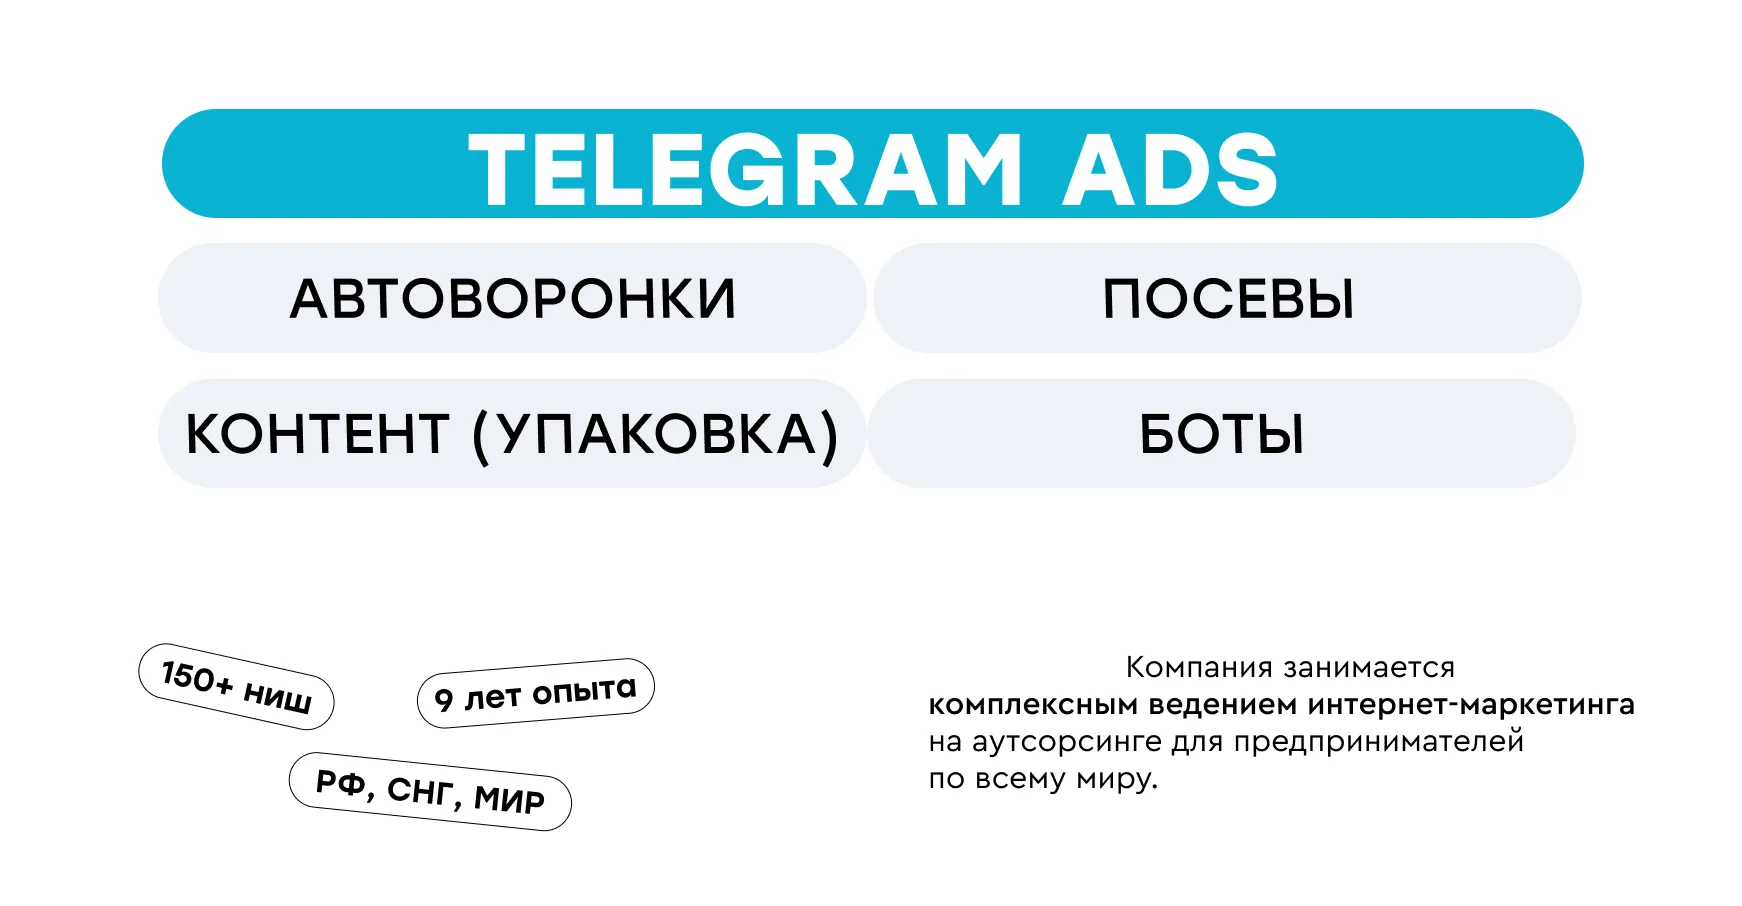 TELEGRAM ADS
АВТОВОРОНКИ
ПОСЕВЫ
КОНТЕНТ (УПАКОВКА)
БОТЫ
150+ ниш
9 лет опыта
РФ, СНГ, МИР
Компания занимается
комплексным ведением интернет-маркетинга
на аутсорсинге для предпринимателей
по всему миру.